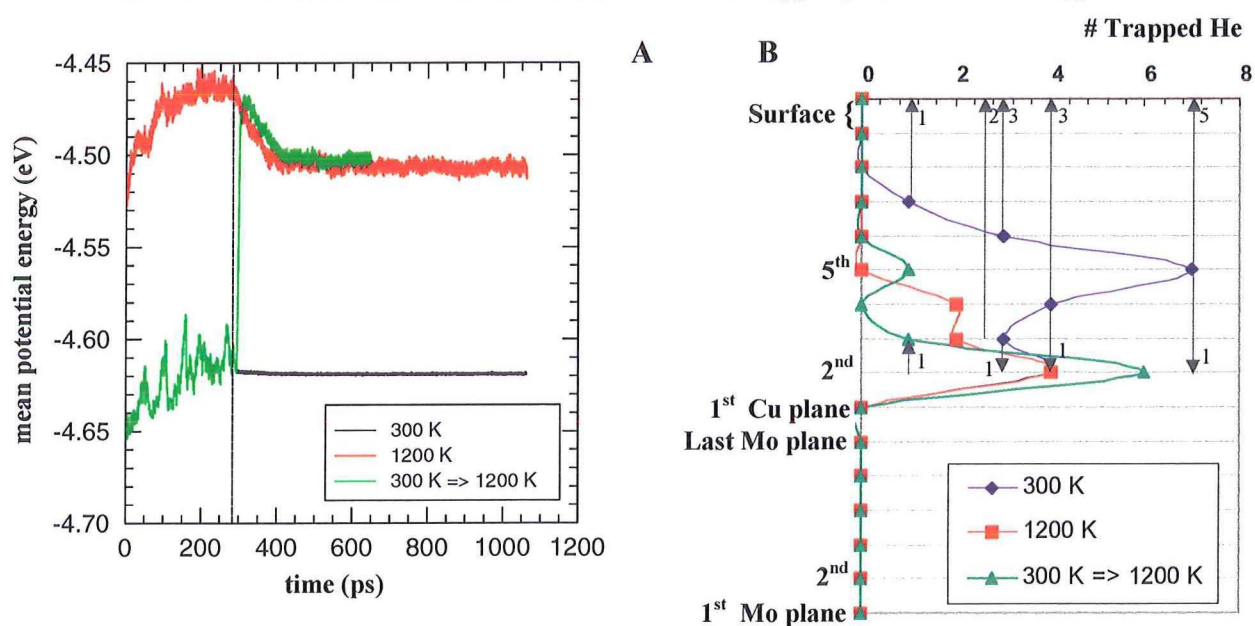 # Trapped He
A
B
-4.45
-4.50
-4.55
-4.60
-4.65
-4.70
mean potential energy (eV)
0 200 400 600 800 1000 1200
time (ps)
300 K
1200 K
300 K => 1200 K
0 2 4 6 8
Surface {
5th
2nd
1st Cu plane
Last Mo plane
2nd
1st Mo plane
1 2 3 3 5
1 1 1 1
300 K
1200 K
300 K => 1200 K